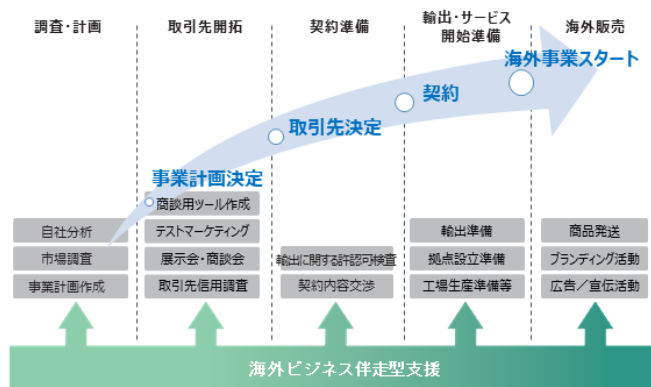 調査・計画
取引先開拓
契約準備
輸出・サービス
開始準備
海外販売
海外事業スタート
契約
取引先決定
事業計画決定
自社分析
市場調査
事業計画作成
商談用ツール作成
テストマーケティング
展示会・商談会
取引先信用調査
輸出に関する許認可検査
契約内容交渉
輸出準備
拠点設立準備
工場生産準備等
商品発送
ブランディング活動
広告／宣伝活動
海外ビジネス伴走型支援